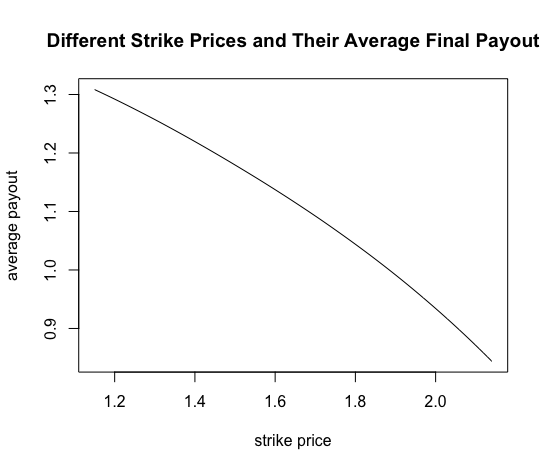 Different Strike Prices and Their Average Final Payout
1.3
1.2
1.1
1.0
0.9
average payout
1.2 1.4 1.6 1.8 2.0
strike price